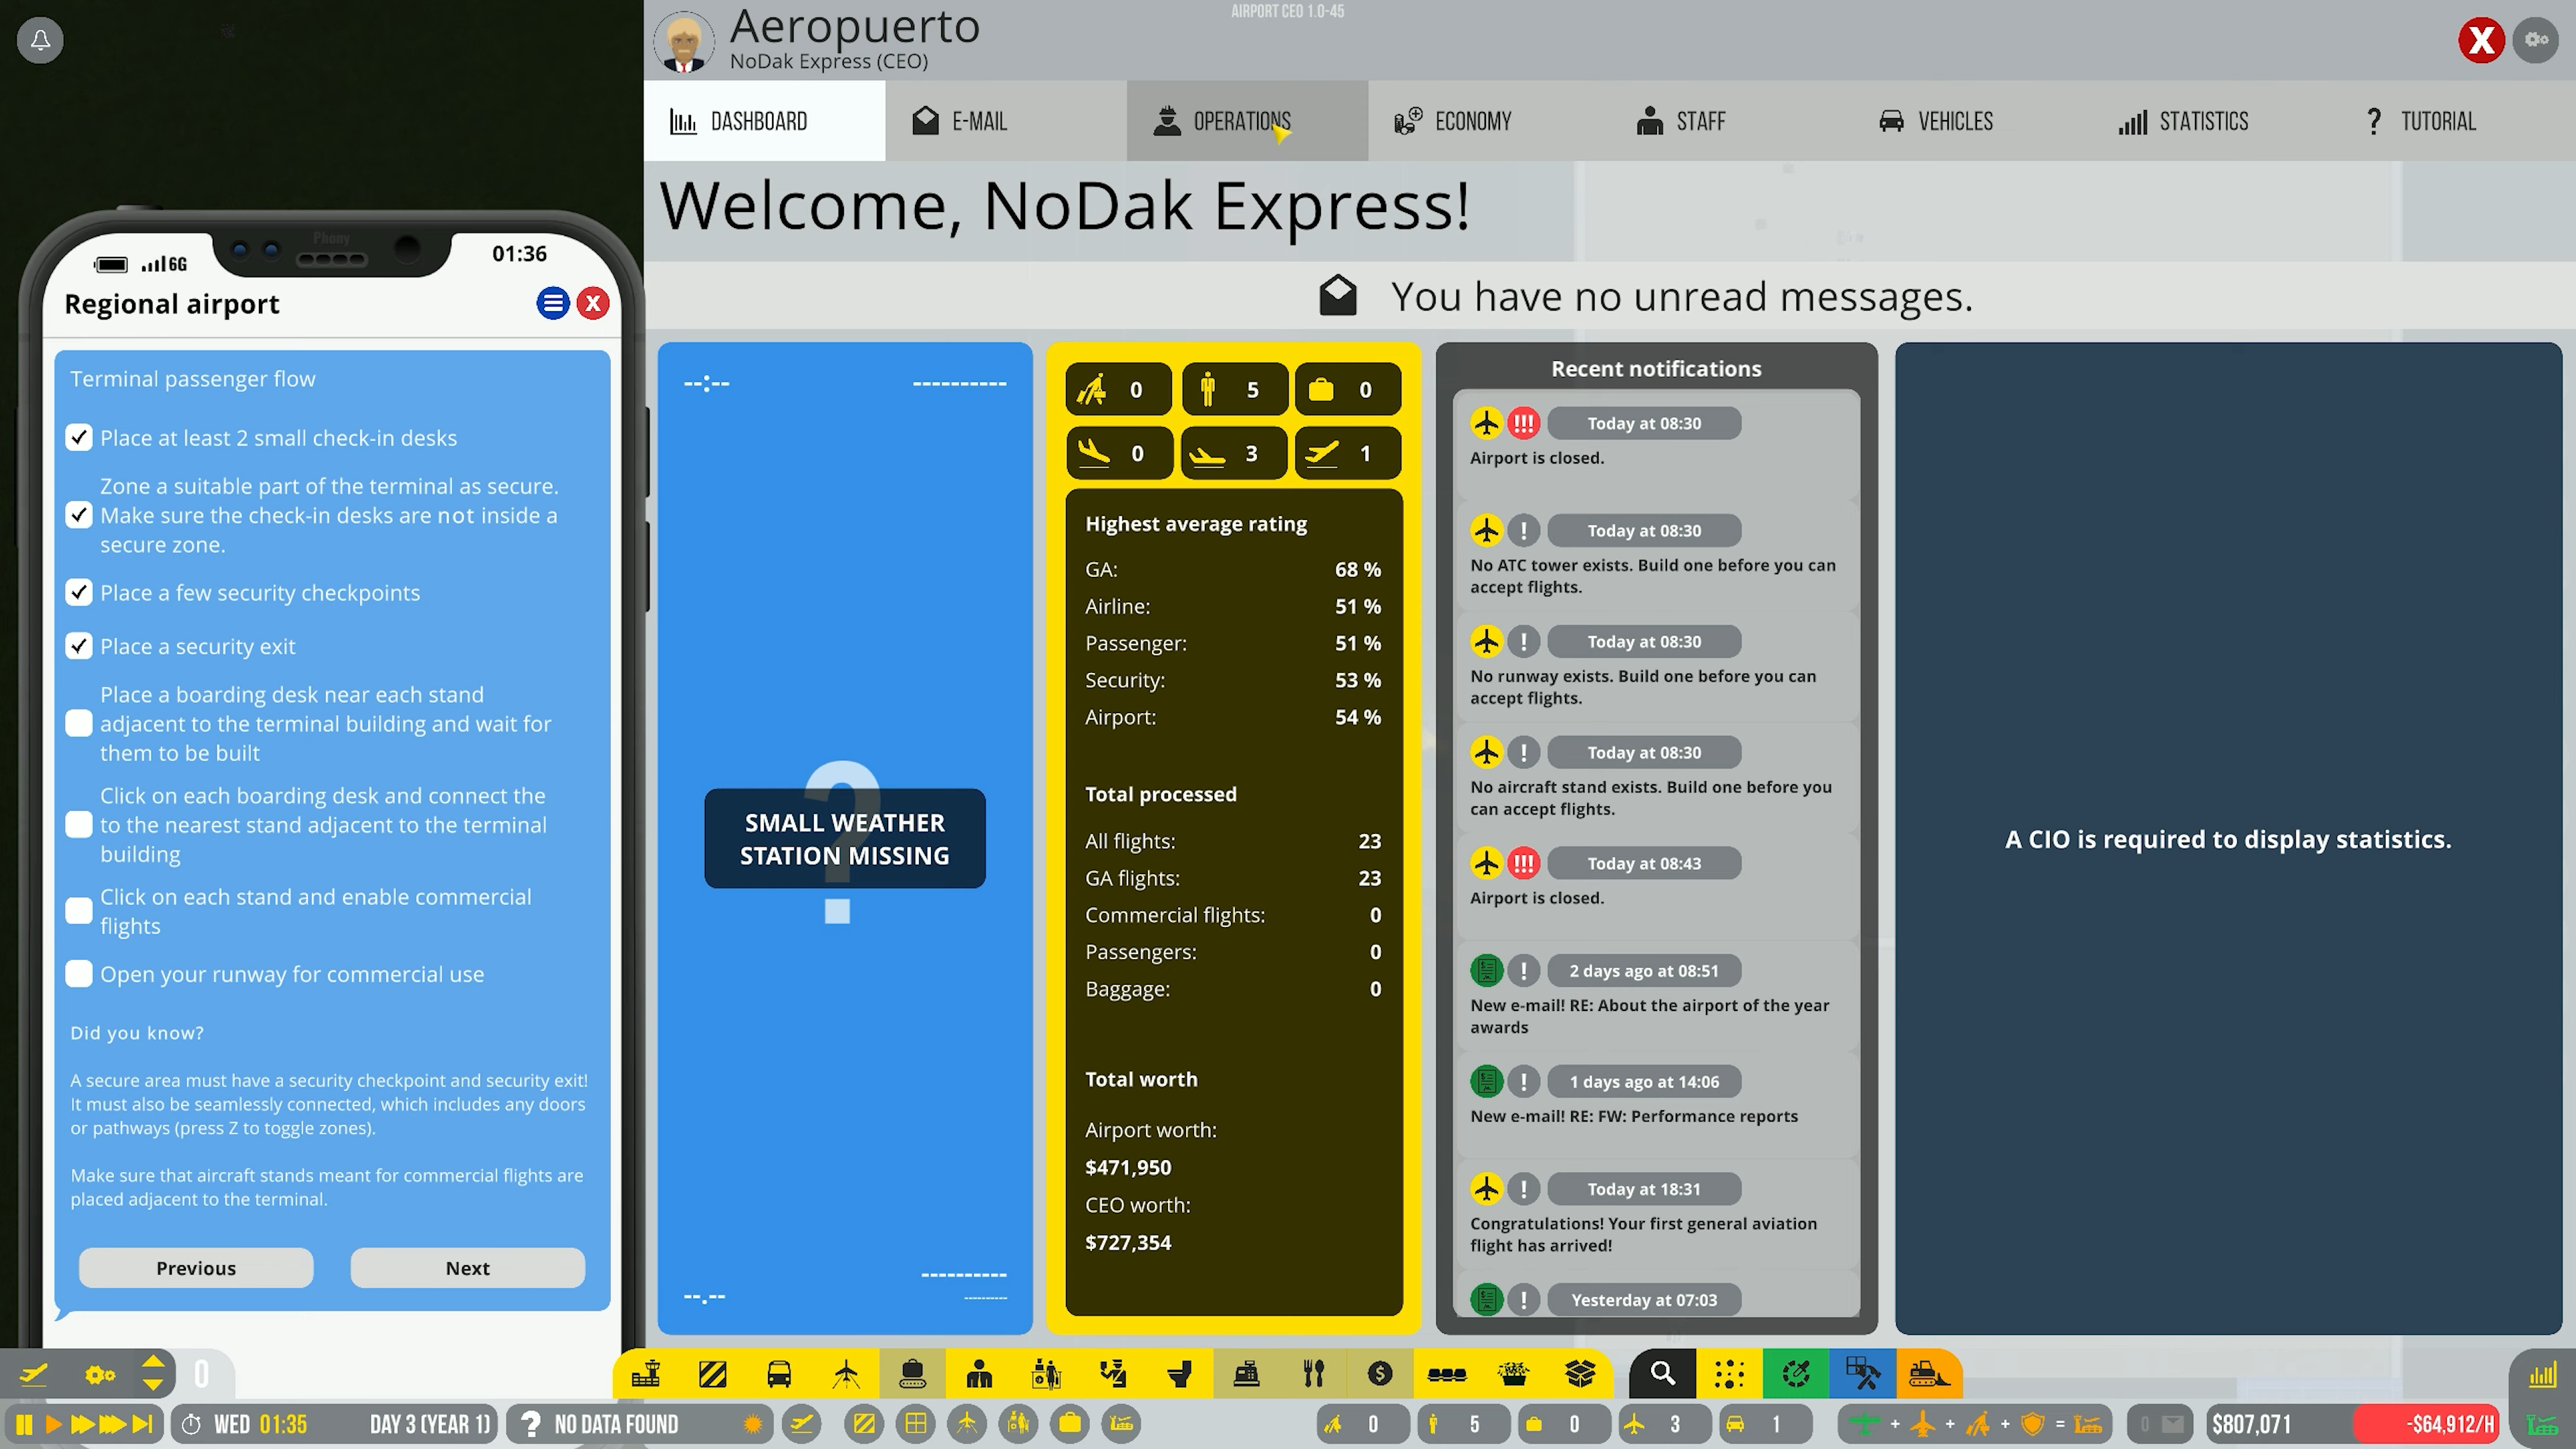 AIRPORT CEO 1.0-45
Aeropuerto
NoDak Express (CEO)
DASHBOARD
E-MAIL
OPERATIONS
ECONOMY
STAFF
VEHICLES
STATISTICS
TUTORIAL
Welcome, NoDak Express!
You have no unread messages.
Phony
6G
01:36
Regional airport
Terminal passenger flow
Place at least 2 small check-in desks
Zone a suitable part of the terminal as secure.
Make sure the check-in desks are not inside a
secure zone.
Place a few security checkpoints
Place a security exit
Place a boarding desk near each stand
adjacent to the terminal building and wait for
them to be built
Click on each boarding desk and connect the
to the nearest stand adjacent to the terminal
building
Click on each stand and enable commercial
flights
Open your runway for commercial use
Did you know?
A secure area must have a security checkpoint and security exit!
It must also be seamlessly connected, which includes any doors
or pathways (press Z to toggle zones).
Make sure that aircraft stands meant for commercial flights are
placed adjacent to the terminal.
Previous
Next
--:--
----------
?
SMALL WEATHER
STATION MISSING
----------
--.--
----------
0
5
0
0
3
1
Highest average rating
GA: 68 %
Airline: 51 %
Passenger: 51 %
Security: 53 %
Airport: 54 %
Total processed
All flights: 23
GA flights: 23
Commercial flights: 0
Passengers: 0
Baggage: 0
Total worth
Airport worth:
$471,950
CEO worth:
$727,354
Recent notifications
!!! Today at 08:30
Airport is closed.
! Today at 08:30
No ATC tower exists. Build one before you can
accept flights.
! Today at 08:30
No runway exists. Build one before you can
accept flights.
! Today at 08:30
No aircraft stand exists. Build one before you
can accept flights.
!!! Today at 08:43
Airport is closed.
! 2 days ago at 08:51
New e-mail! RE: About the airport of the year
awards
! 1 days ago at 14:06
New e-mail! RE: FW: Performance reports
! Today at 18:31
Congratulations! Your first general aviation
flight has arrived!
! Yesterday at 07:03
A CIO is required to display statistics.
0
WED 01:35
DAY 3 (YEAR 1)
? NO DATA FOUND
0
5
0
3
1
+ + + =
0
$807,071
-$64,912/H